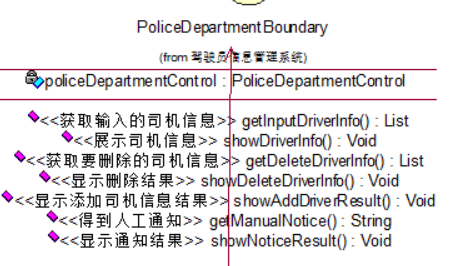 PoliceDepartmentBoundary
(from 驾驶员信息管理系统)
policeDepartmentControl : PoliceDepartmentControl
<<获取输入的司机信息>> getInputDriverInfo() : List
<<展示司机信息>> showDriverInfo() : Void
<<获取要删除的司机信息>> getDeleteDriverInfo() : List
<<显示删除结果>> showDeleteDriverInfo() : Void
<<显示添加司机信息结果>> showAddDriverResult() : Void
<<得到人工通知>> getManualNotice() : String
<<显示通知结果>> showNoticeResult() : Void